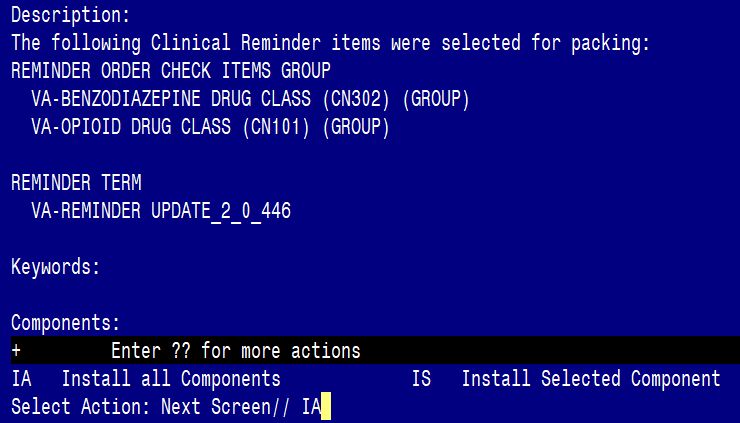 Description:
The following Clinical Reminder items were selected for packing:
REMINDER ORDER CHECK ITEMS GROUP
VA-BENZODIAZEPINE DRUG CLASS (CN302) (GROUP)
VA-OPIOID DRUG CLASS (CN101) (GROUP)
REMINDER TERM
VA-REMINDER UPDATE_2_0_446
Keywords:
Components:
+ Enter ?? for more actions
IA Install all Components IS Install Selected Component
Select Action: Next Screen// IA